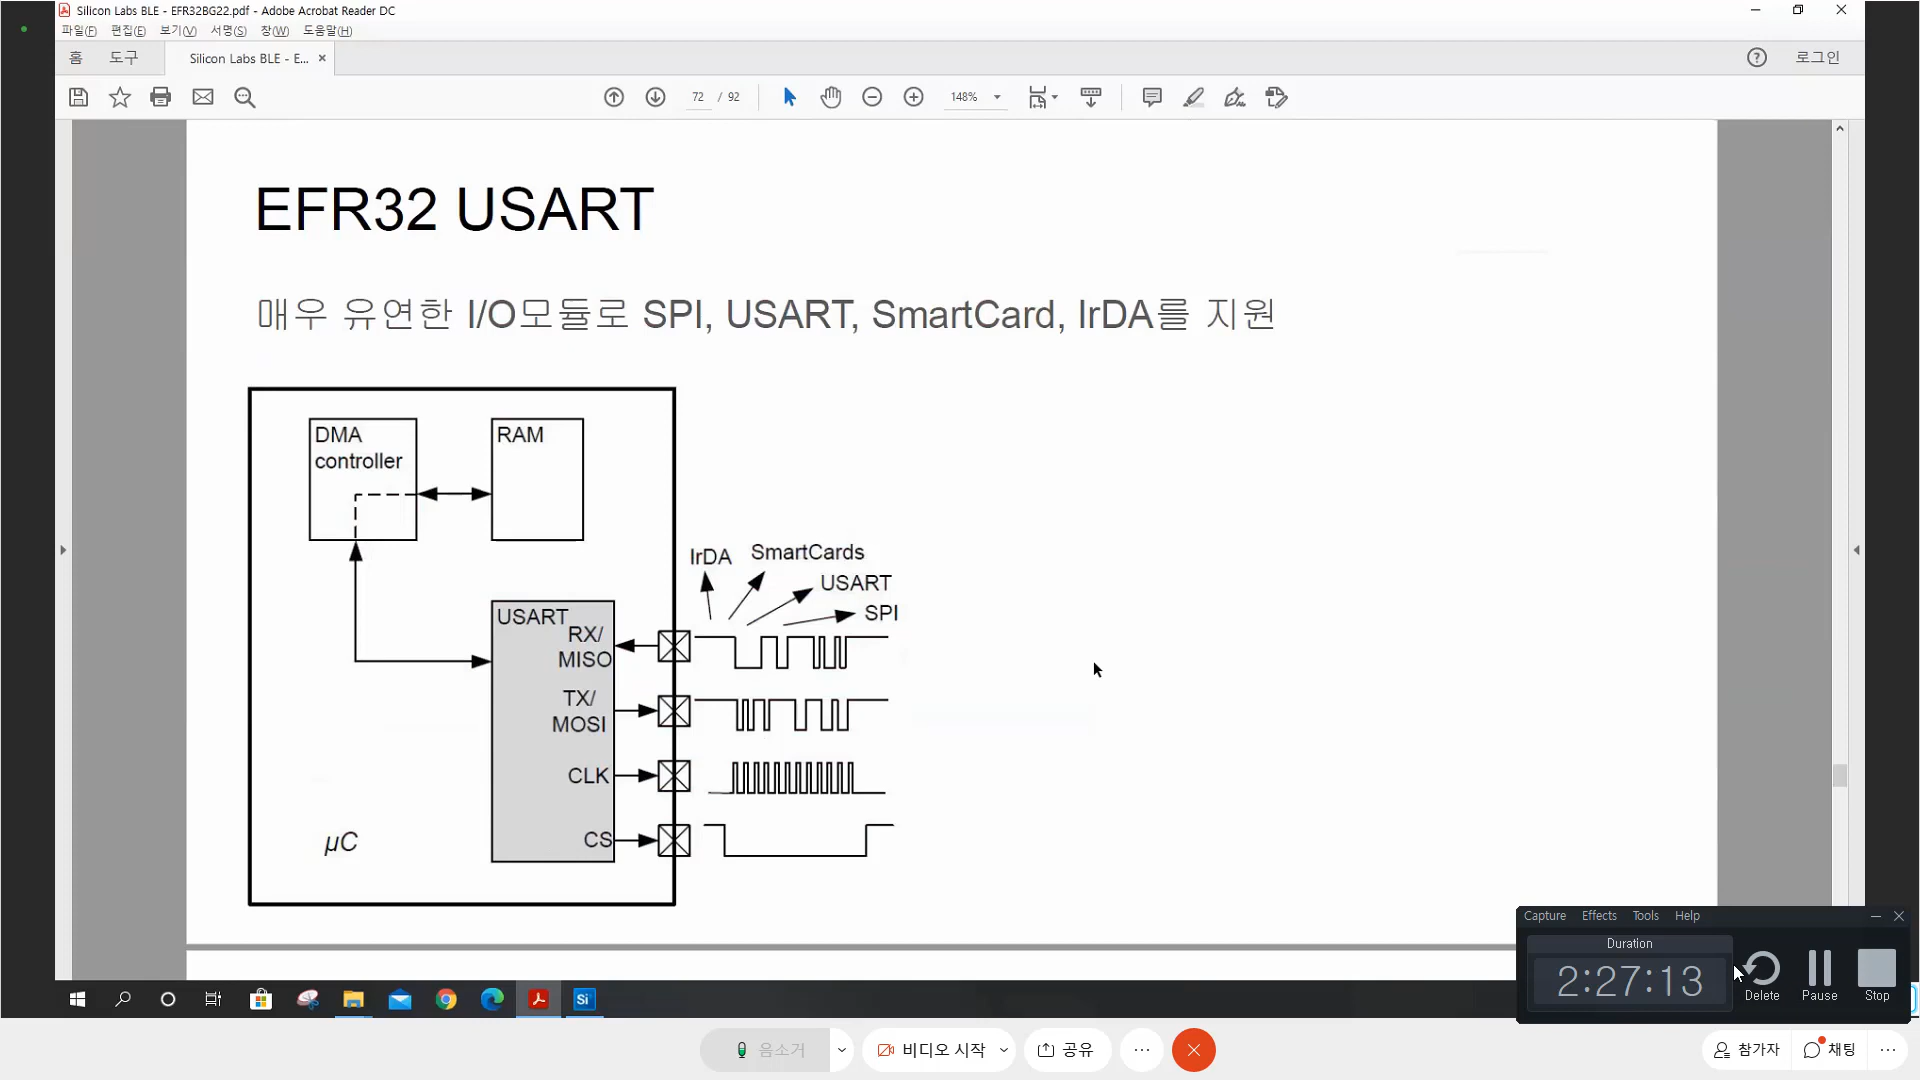 Silicon Labs BLE - EFR32BG22.pdf - Adobe Acrobat Reader DC
파일(F) 편집(E) 보기(V) 서명(S) 창(W) 도움말(H)
홈 도구 Silicon Labs BLE - E... × 로그인
72 / 92 148%
EFR32 USART
매우 유연한 I/O모듈로 SPI, USART, SmartCard, IrDA를 지원
DMA
controller
RAM
IrDA
SmartCards
USART
SPI
USART
RX/
MISO
TX/
MOSI
CLK
CS
µC
Capture Effects Tools Help
Duration
2:27:13
Delete Pause Stop
Si
음소거 비디오 시작 공유 참가자 채팅